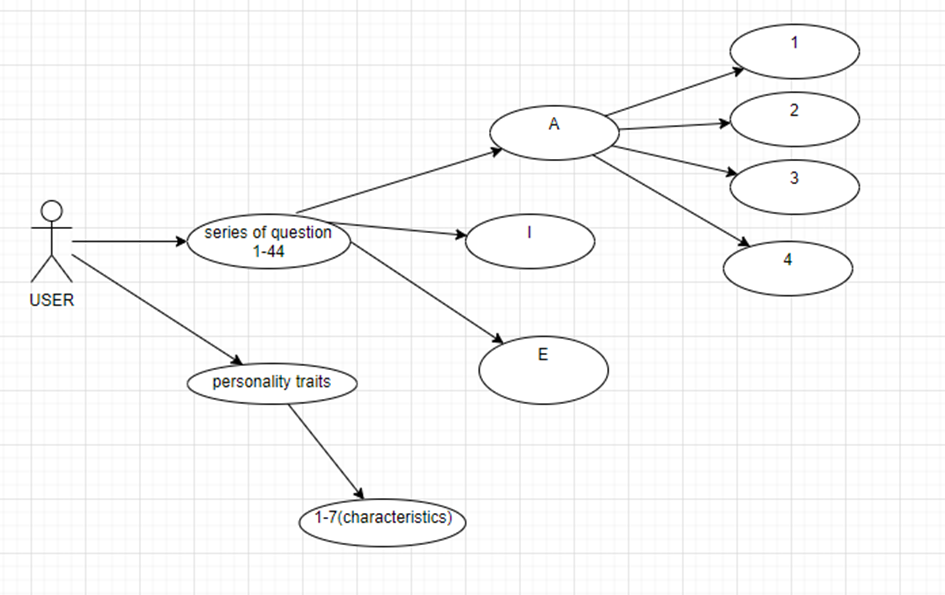 1
2
A
3
series of question
1-44
I
4
USER
E
personality traits
1-7(characteristics)